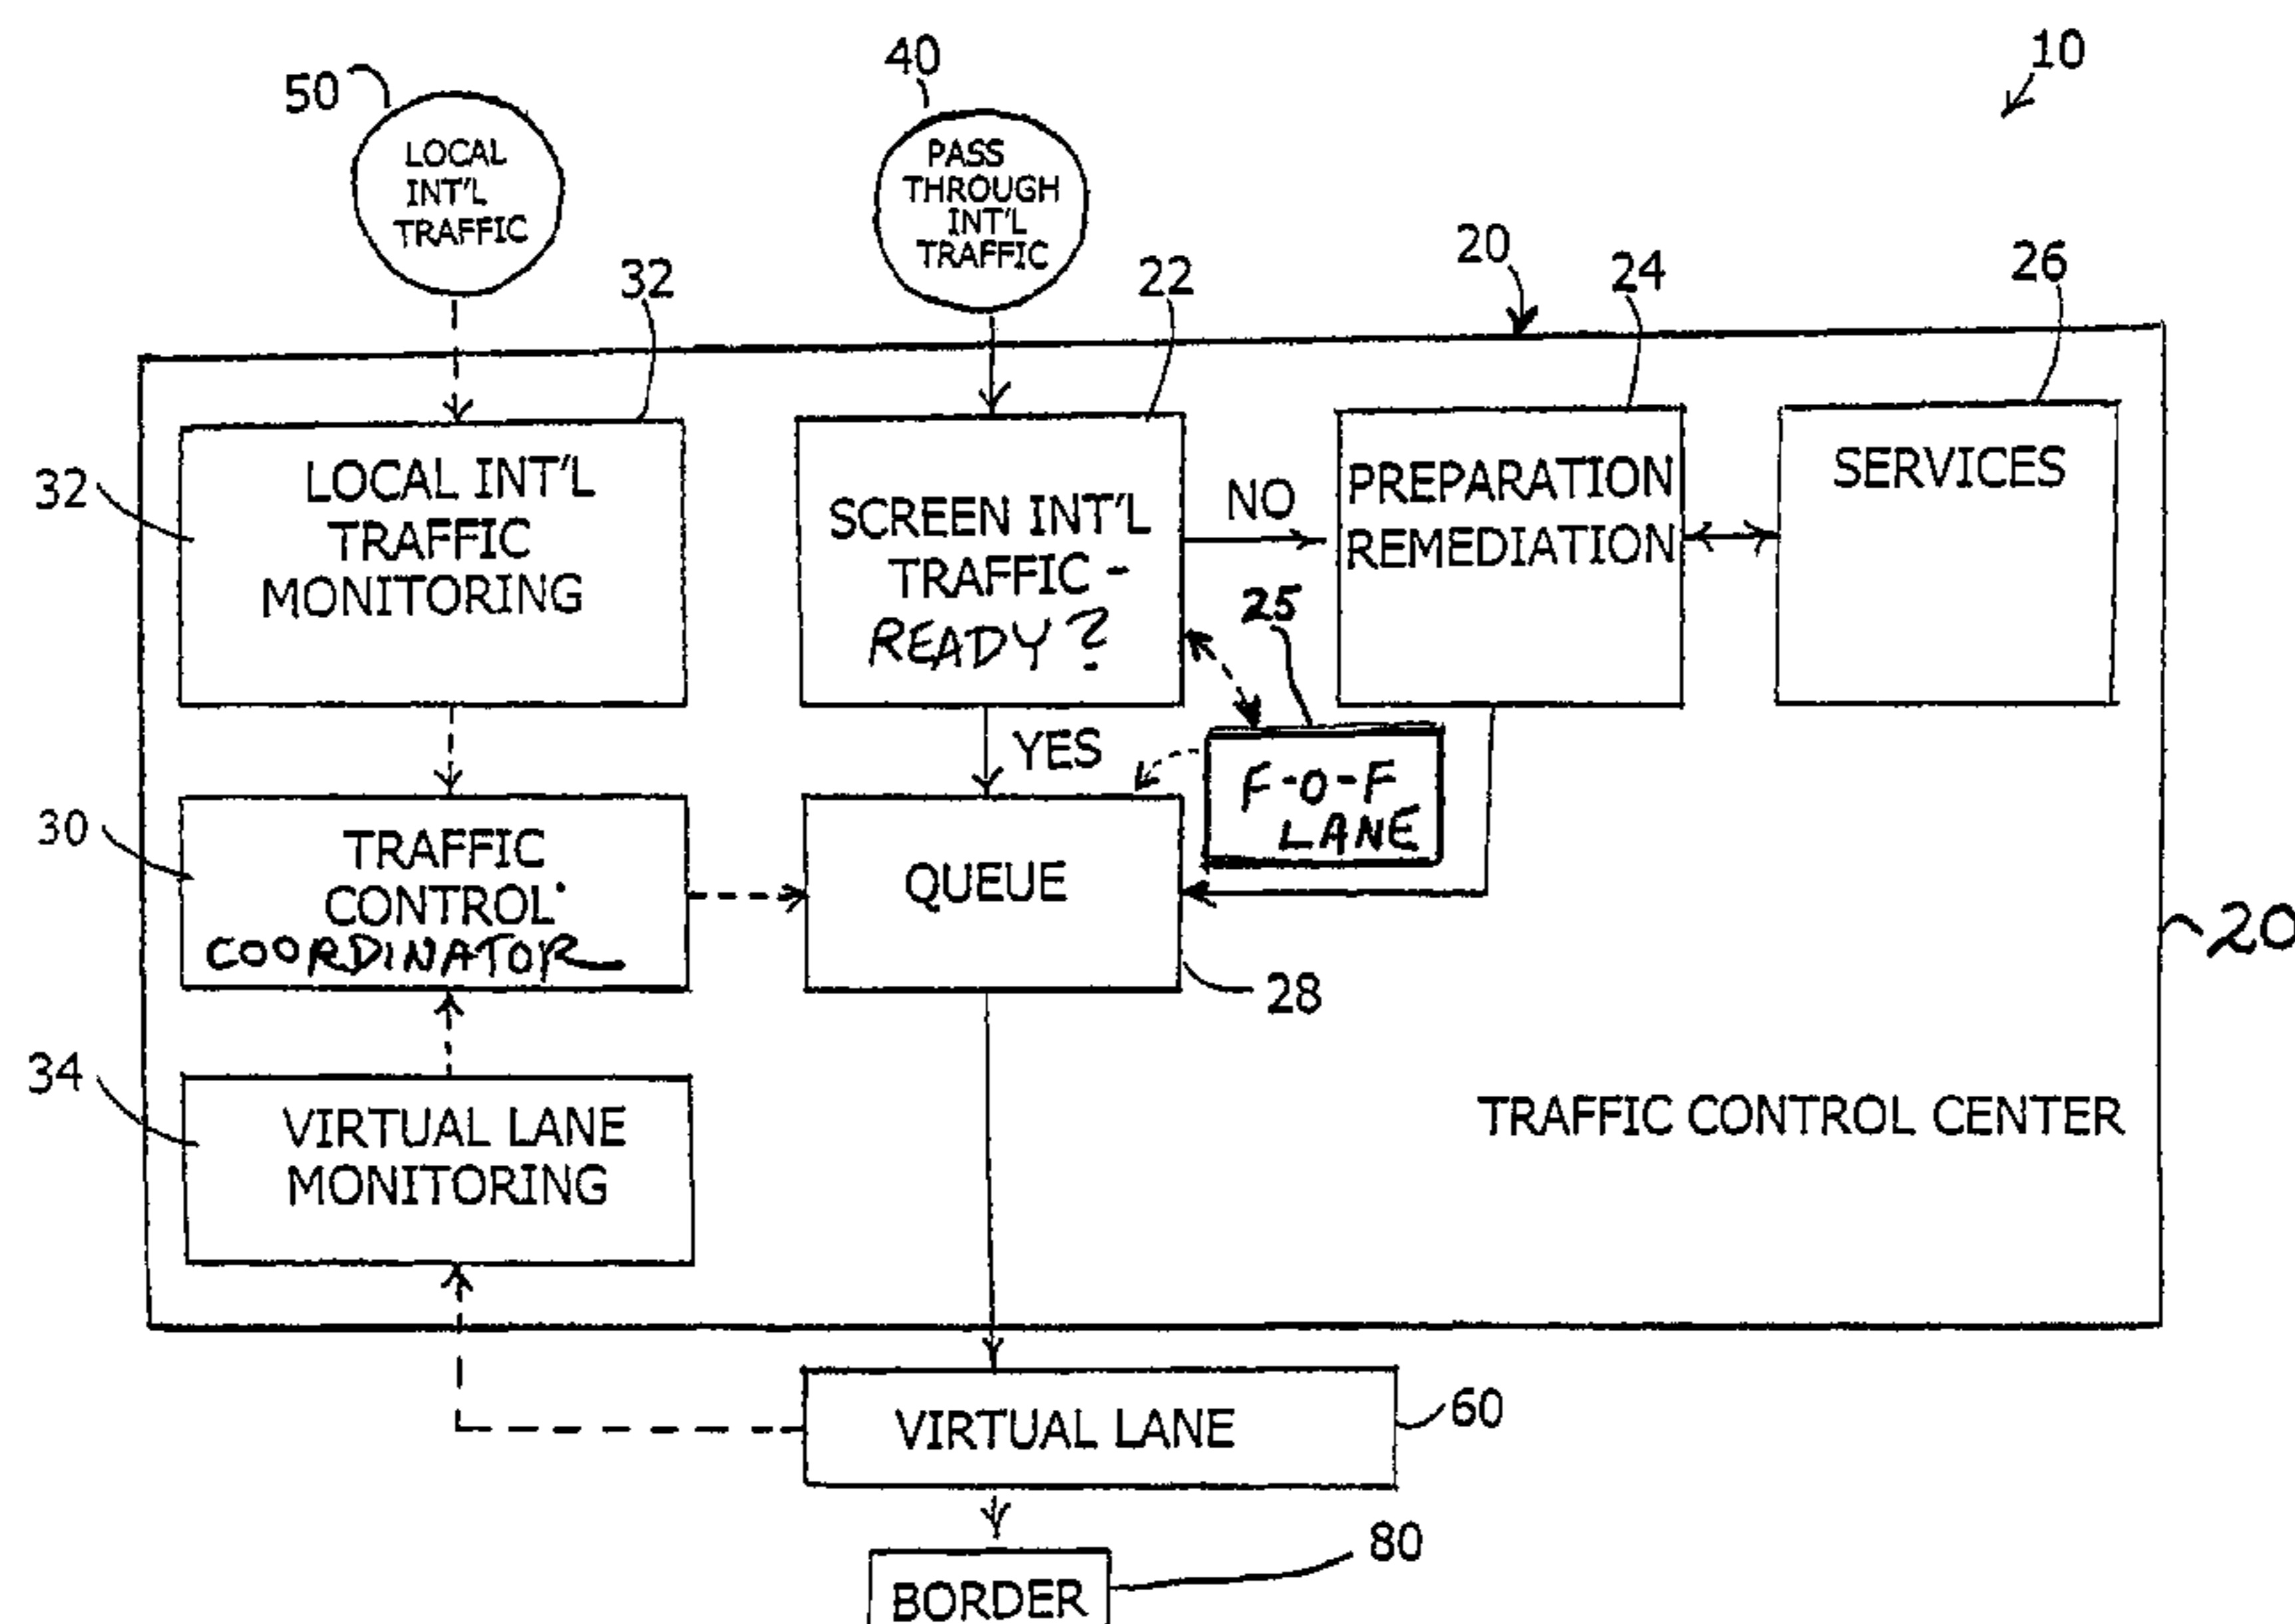 10
50
LOCAL
INT'L
TRAFFIC
40
PASS
THROUGH
INT'L
TRAFFIC
20
32
22
24
26
32
LOCAL INT'L
TRAFFIC
MONITORING
SCREEN INT'L
TRAFFIC -
READY?
NO
PREPARATION
REMEDIATION
SERVICES
25
YES
F-O-F
LANE
30
TRAFFIC
CONTROL
COORDINATOR
QUEUE
28
20
34
VIRTUAL LANE
MONITORING
TRAFFIC CONTROL CENTER
VIRTUAL LANE
60
BORDER
80